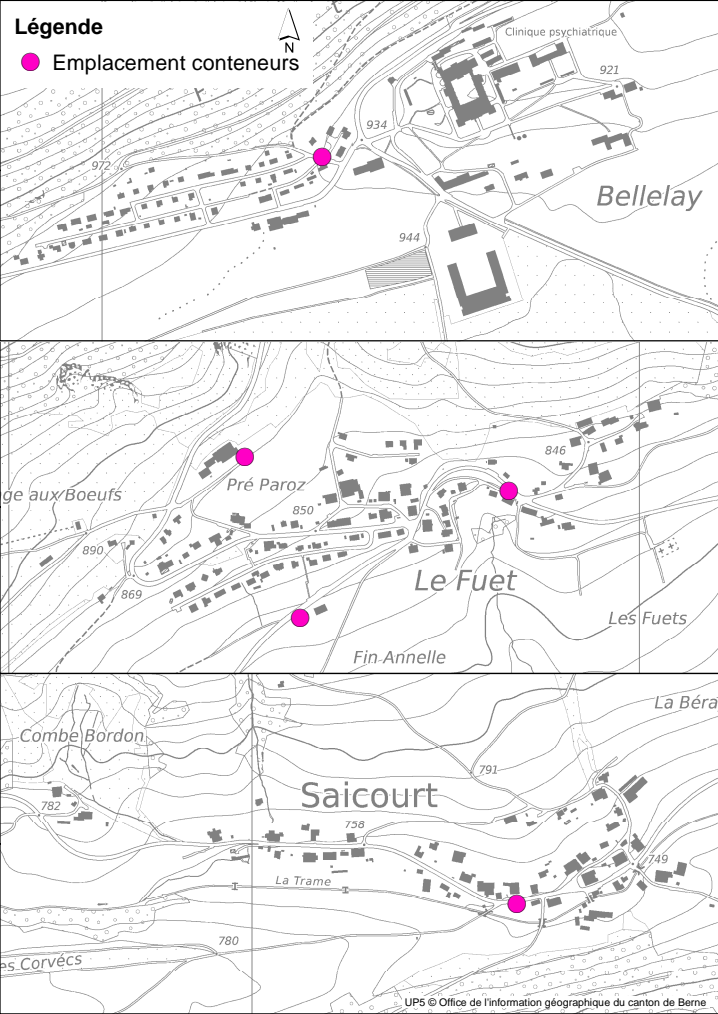 Légende
N
Emplacement conteneurs
Clinique psychiatrique
921
934
972
Bellelay
944
846
ge aux Boeufs
Pré Paroz
850
890
869
Le Fuet
Les Fuets
Fin Annelle
La Béra
Combe Bordon
791
Saicourt
782
758
749
La Trame
780
es Corvécs
UP5 © Office de l'information géographique du canton de Berne